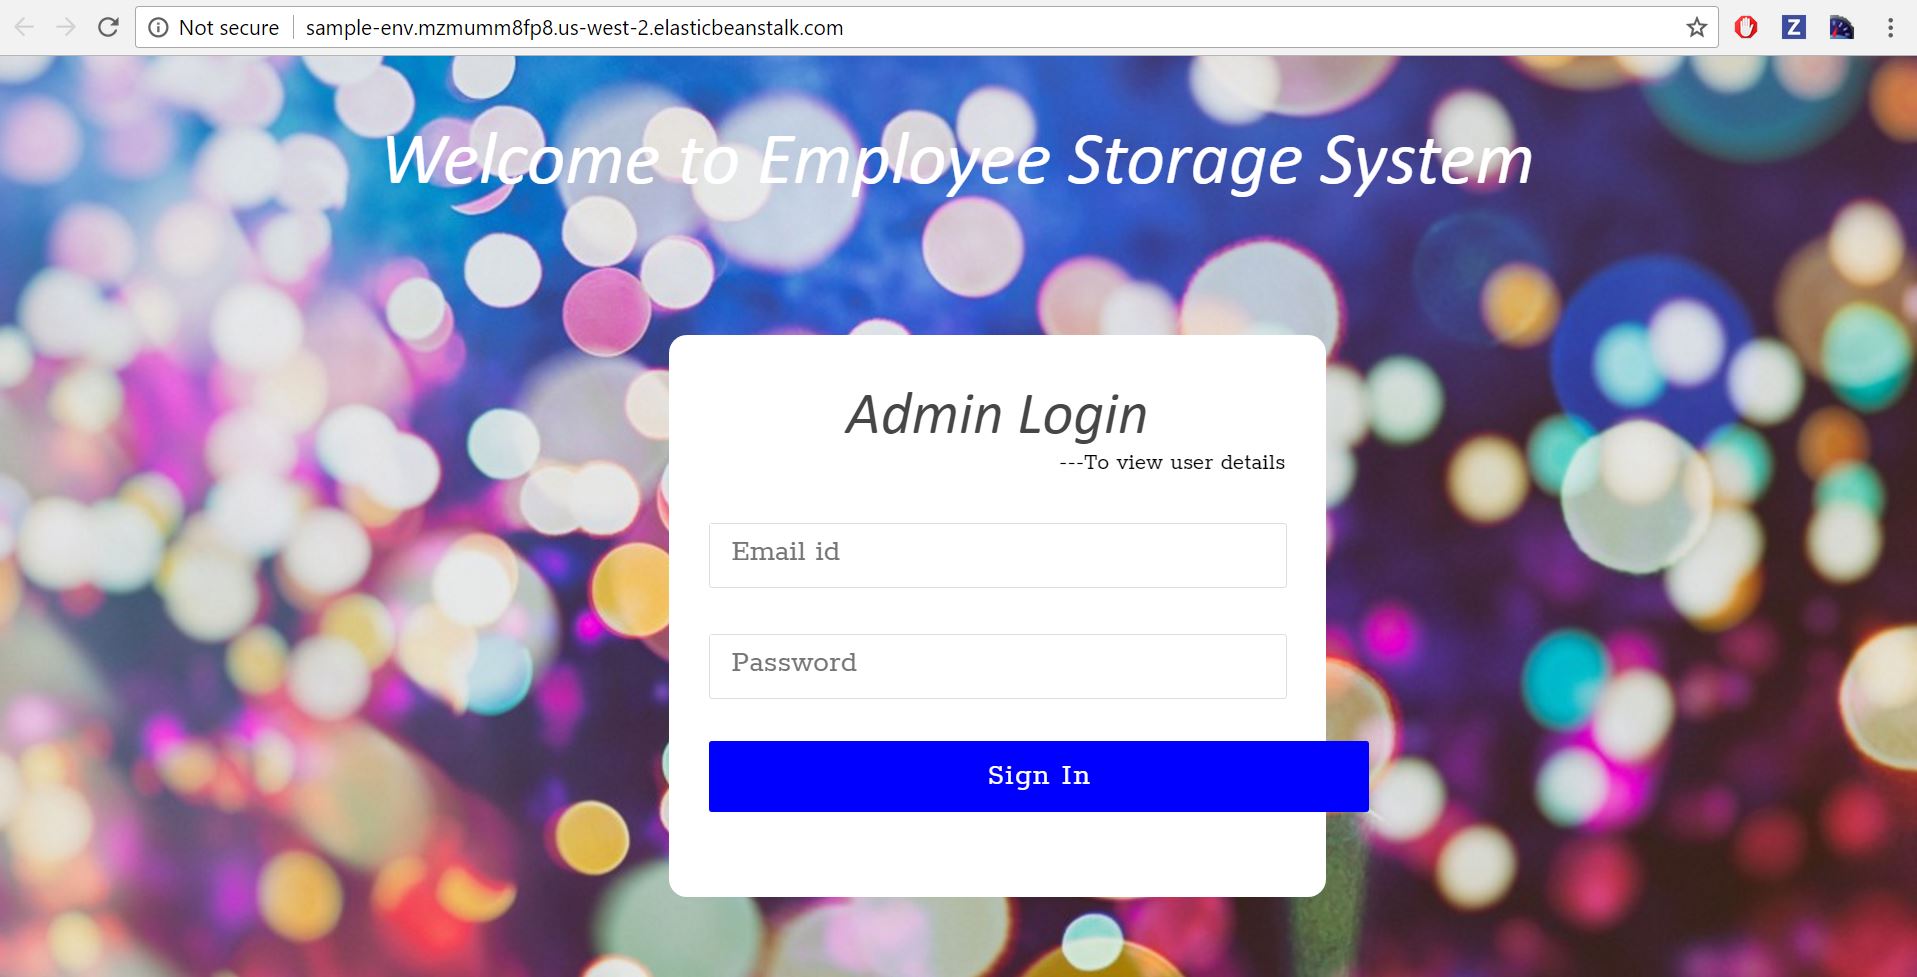 Not secure sample-env.mzmumm8fp8.us-west-2.elasticbeanstalk.com
Z
Welcome to Employee Storage System
Admin Login
---To view user details
Email id
Password
Sign In